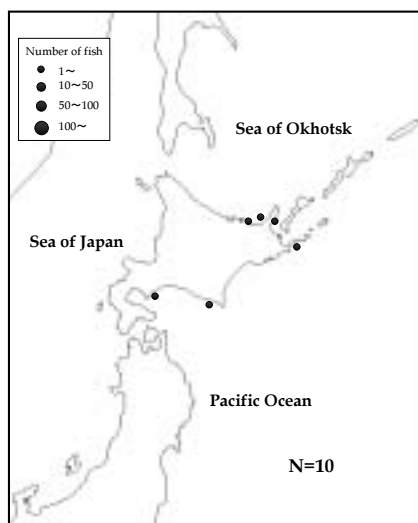 Number of fish
1～
10～50
50～100
100～
Sea of Okhotsk
Sea of Japan
Pacific Ocean
N=10